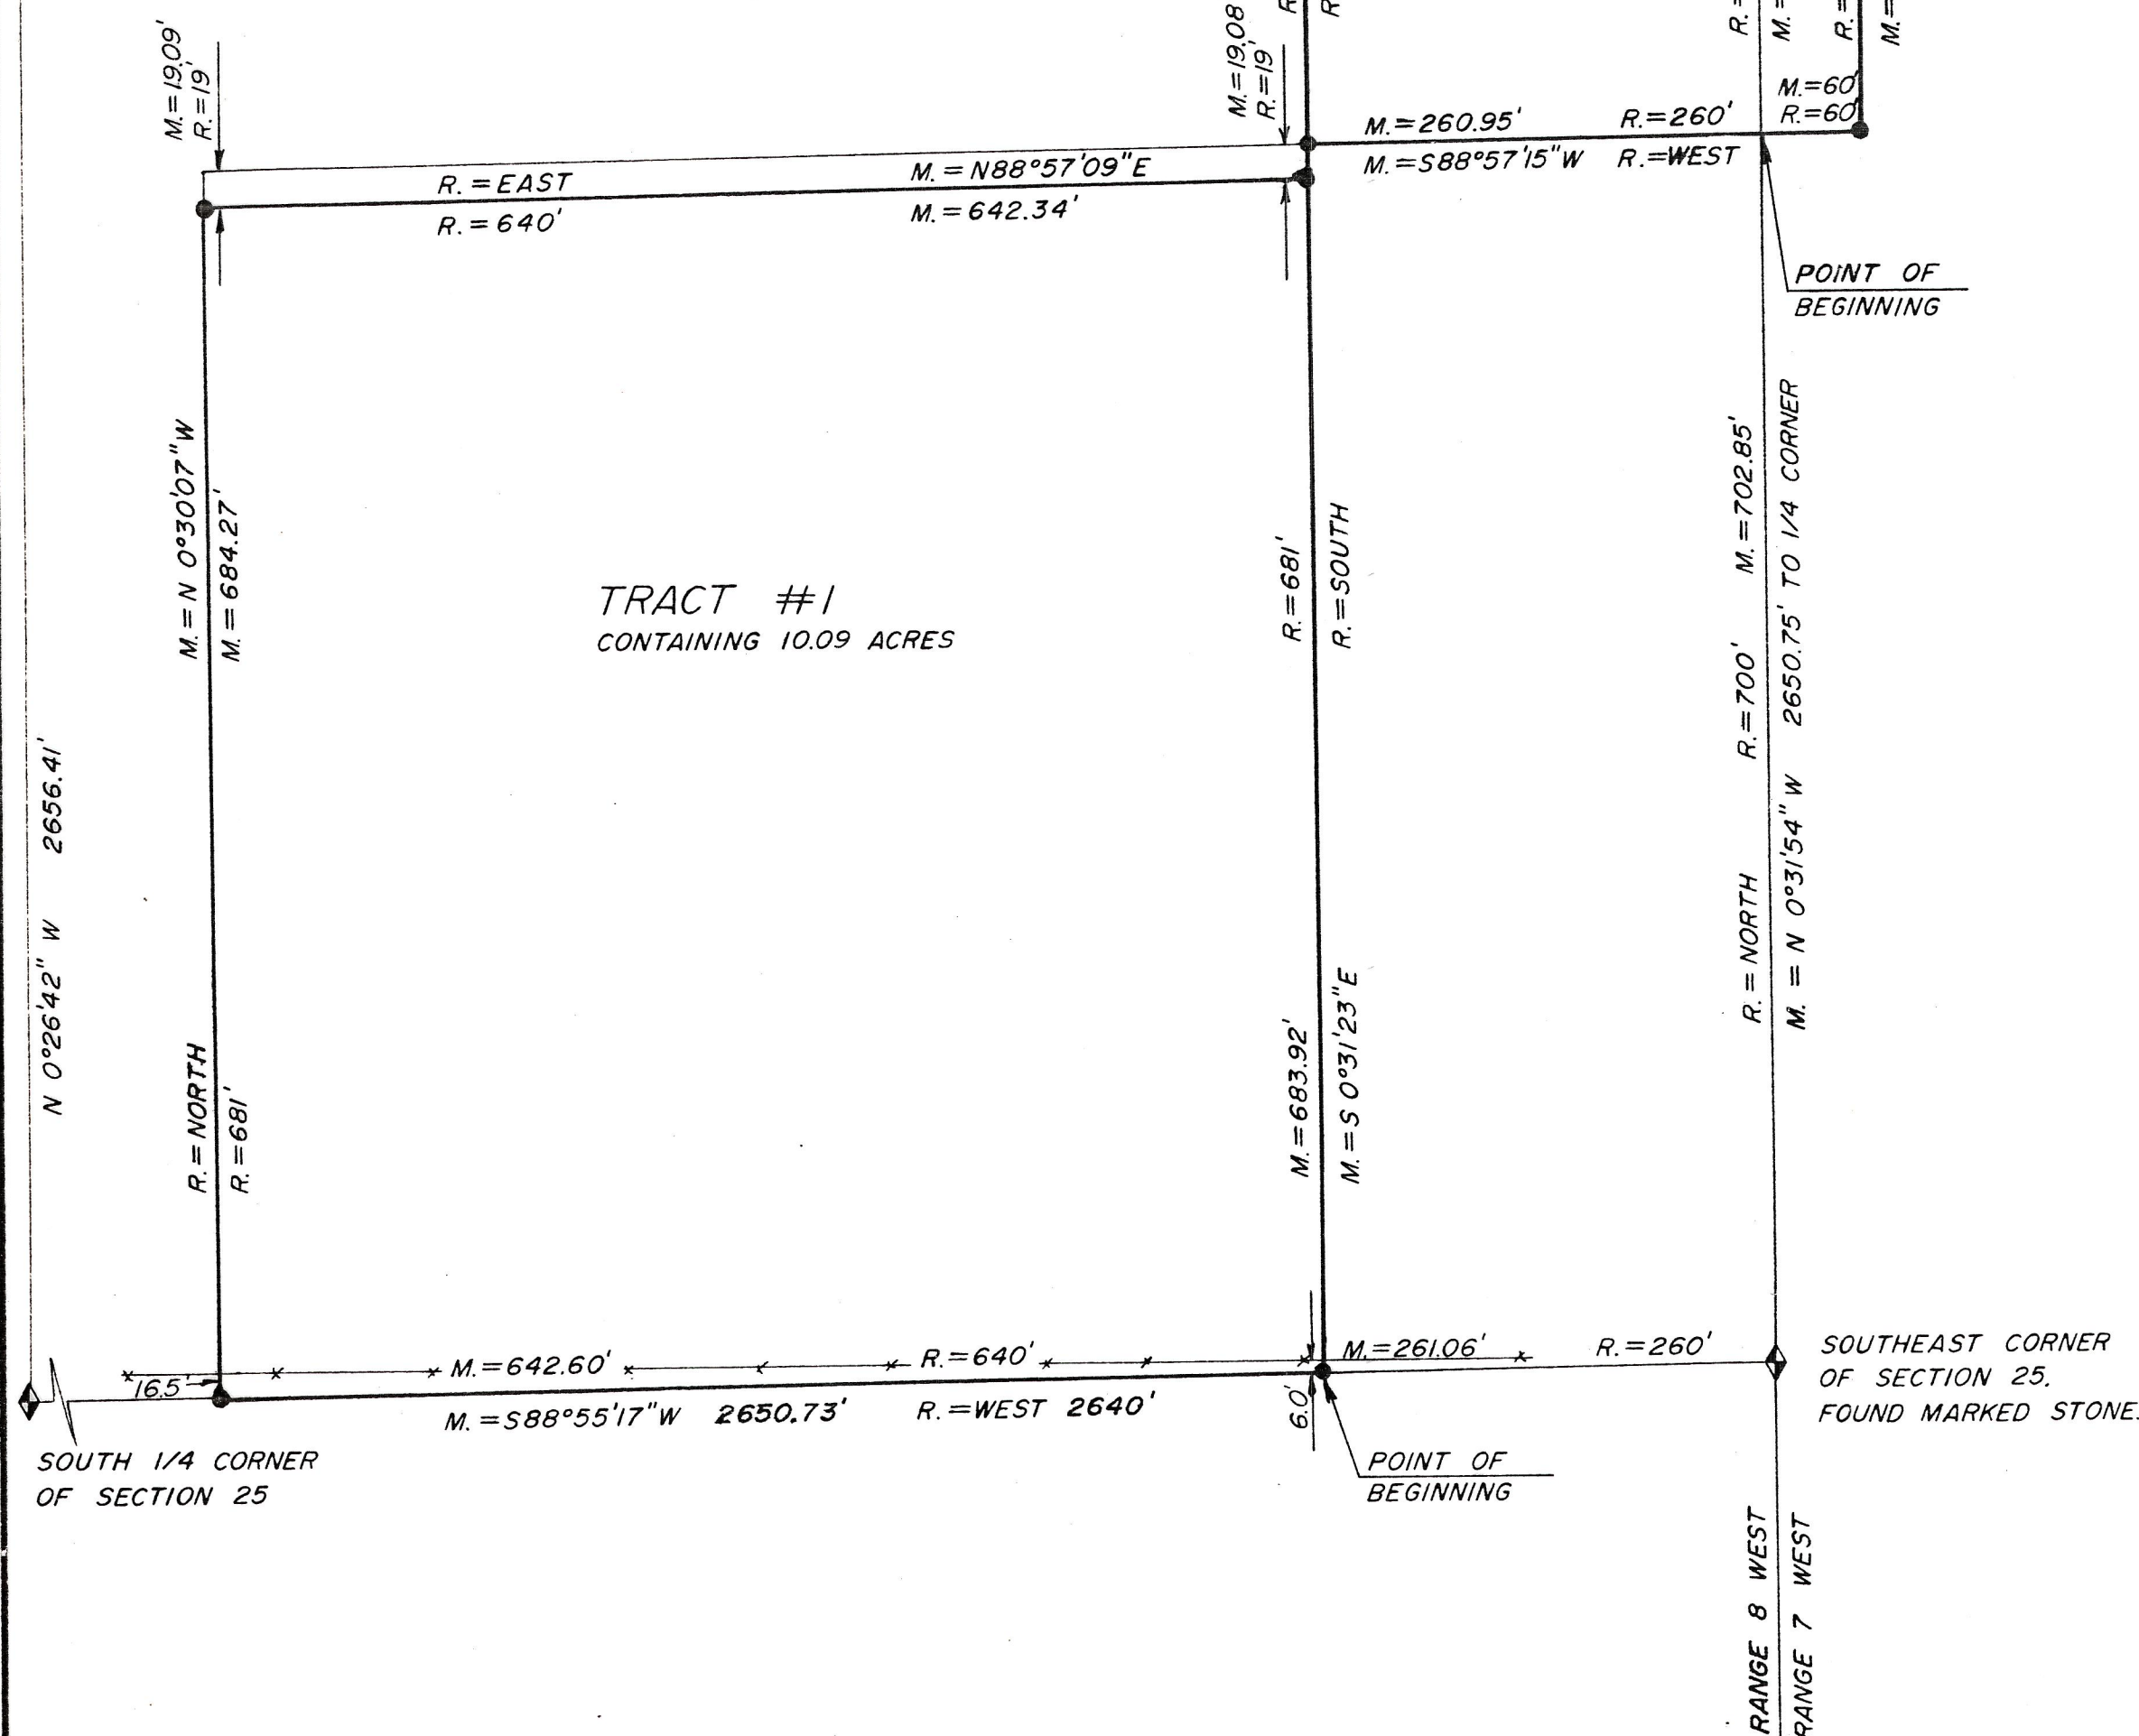 M.=19.09'
R.=19'
M.=19.08
R.=19'
R
R
R.=
M.=
R.=
M.=
M.=60'
R.=60'
M.=260.95' R.=260'
M.=S88°57'15"W R.=WEST
R.=EAST M.=N88°57'09"E
R.=640' M.=642.34'
POINT OF
BEGINNING
M.=N 0°30'07"W
M.=684.27'
R.=NORTH
R.=681'
TRACT #1
CONTAINING 10.09 ACRES
R.=681'
R.=SOUTH
M.=683.92'
M.=S 0°31'23"E
R.=NORTH R.=700' M.=702.85'
M.=N 0°31'54"W 2650.75' TO 1/4 CORNER
N 0°26'42" W 2656.41'
16.5'
M.=642.60' R.=640'
M.=261.06' R.=260'
M.=S88°55'17"W 2650.73' R.=WEST 2640'
6.0'
SOUTHEAST CORNER
OF SECTION 25.
FOUND MARKED STONE.
SOUTH 1/4 CORNER
OF SECTION 25
POINT OF
BEGINNING
RANGE 8 WEST
RANGE 7 WEST